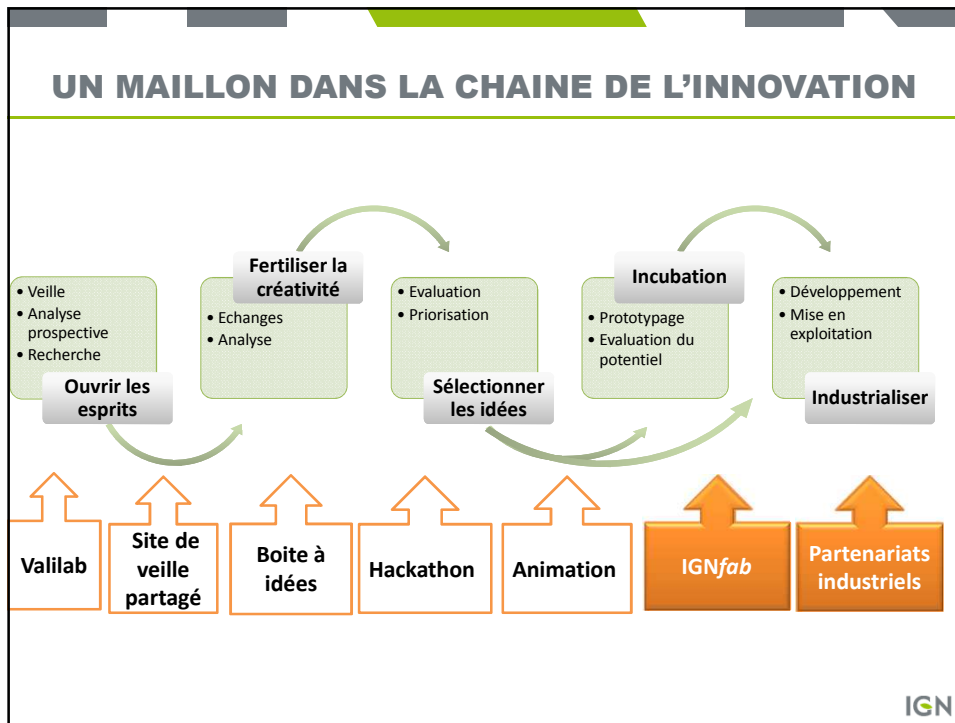 UN MAILLON DANS LA CHAINE DE L'INNOVATION
• Veille
• Analyse
prospective
• Recherche
Ouvrir les
esprits
Fertiliser la
créativité
• Echanges
• Analyse
• Evaluation
• Priorisation
Sélectionner
les idées
Incubation
• Prototypage
• Evaluation du
potentiel
• Développement
• Mise en
exploitation
Industrialiser
Valilab
Site de
veille
partagé
Boite à
idées
Hackathon
Animation
IGNfab
Partenariats
industriels
IGN